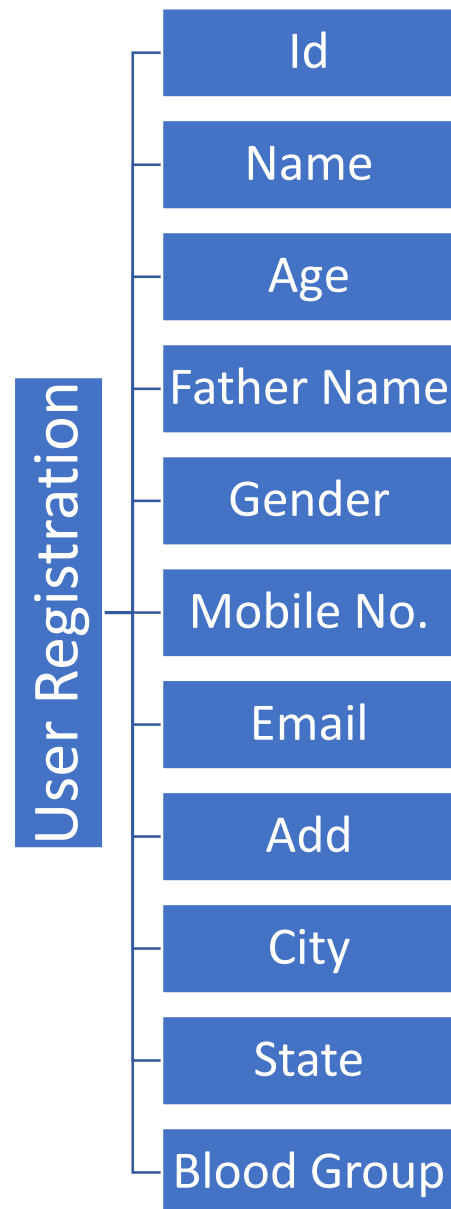 User Registration
Id
Name
Age
Father Name
Gender
Mobile No.
Email
Add
City
State
Blood Group